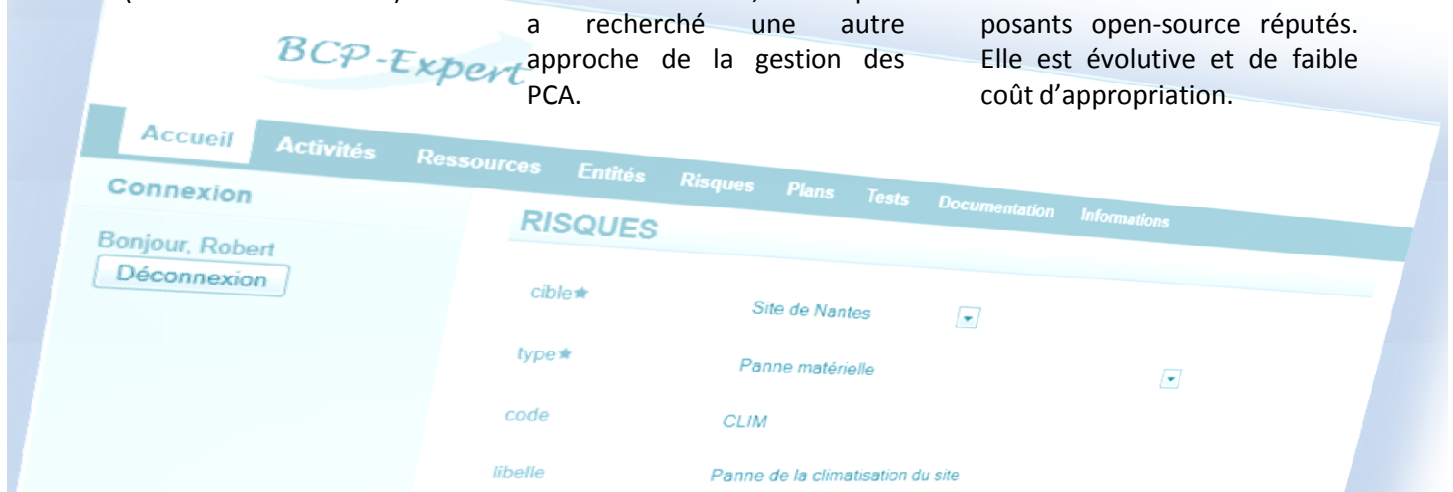 a recherché une autre
approche de la gestion des
PCA.
posants open-source réputés.
Elle est évolutive et de faible
coût d'appropriation.
BCP-Expert
Accueil Activités Ressources Entités Risques Plans Tests Documentation Informations
Connexion
Bonjour, Robert
Déconnexion
RISQUES
cible★ Site de Nantes
type★ Panne matérielle
code CLIM
libelle Panne de la climatisation du site